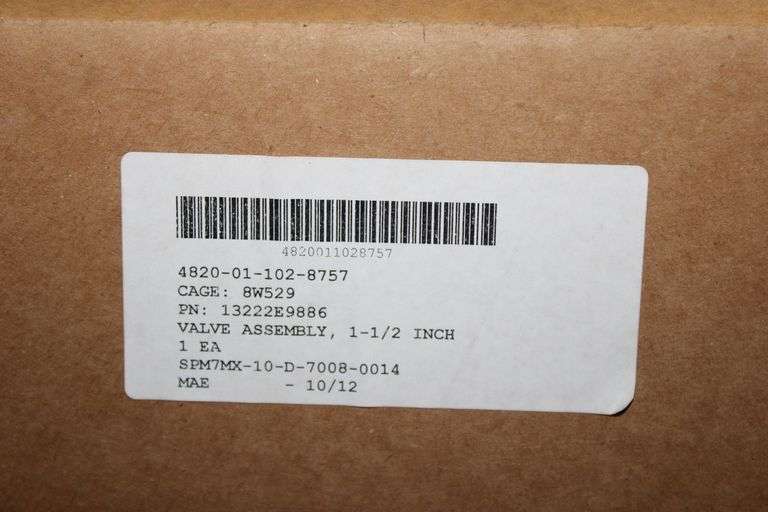 4820011028757
4820-01-102-8757
CAGE: 8W529
PN: 13222E9886
VALVE ASSEMBLY, 1-1/2 INCH
1 EA
SPM7MX-10-D-7008-0014
MAE - 10/12